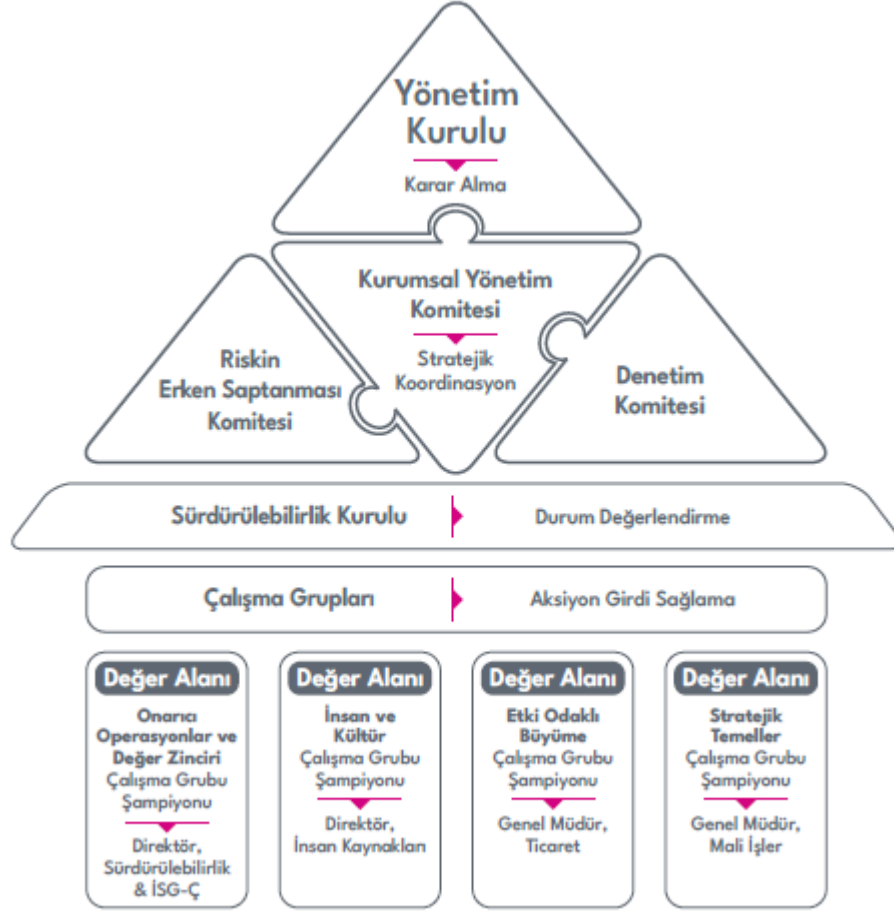 Yönetim
Kurulu
Karar Alma
Kurumsal Yönetim
Komitesi
Stratejik
Koordinasyon
Riskin
Erken Saptanması
Komitesi
Denetim
Komitesi
Sürdürülebilirlik Kurulu
Durum Değerlendirme
Çalışma Grupları
Aksiyon Girdi Sağlama
Değer Alanı
Onarıcı
Operasyonlar ve
Değer Zinciri
Çalışma Grubu
Şampiyonu
Direktör,
Sürdürülebilirlik
& İSG-Ç
Değer Alanı
İnsan ve
Kültür
Çalışma Grubu
Şampiyonu
Direktör,
İnsan Kaynakları
Değer Alanı
Etki Odaklı
Büyüme
Çalışma Grubu
Şampiyonu
Genel Müdür,
Ticaret
Değer Alanı
Stratejik
Temeller
Çalışma Grubu
Şampiyonu
Genel Müdür,
Mali İşler